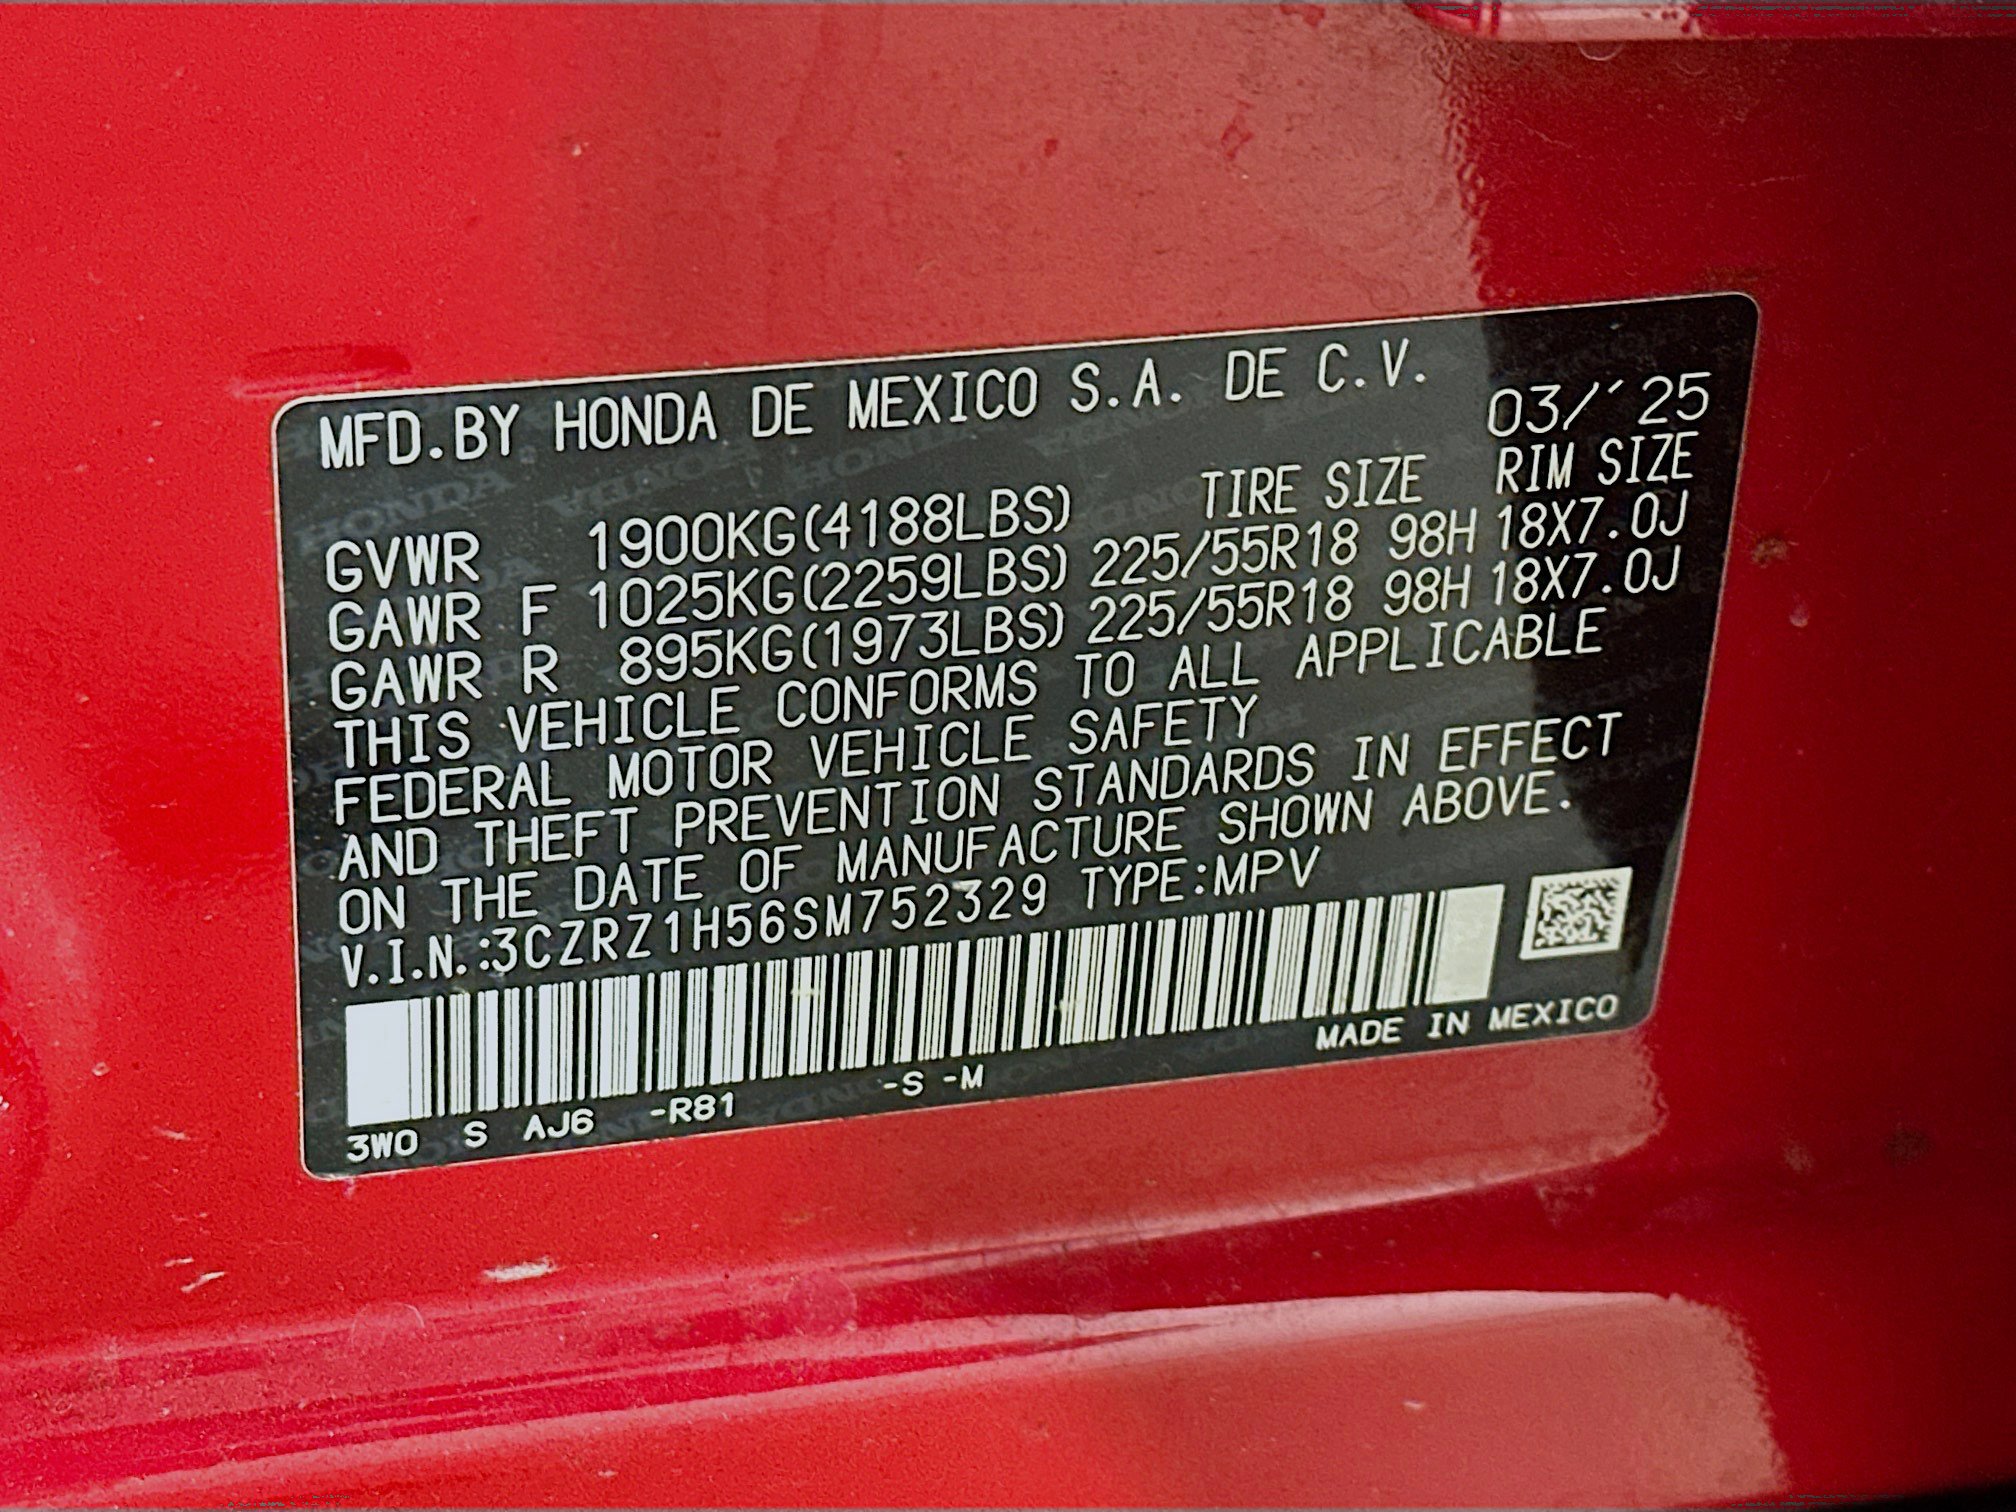 MFD.BY HONDA DE MEXICO S.A. DE C.V.
03/´25
TIRE SIZE RIM SIZE
GVWR 1900KG(4188LBS)
GAWR F 1025KG(2259LBS) 225/55R18 98H 18X7.0J
GAWR R 895KG(1973LBS) 225/55R18 98H 18X7.0J
THIS VEHICLE CONFORMS TO ALL APPLICABLE
FEDERAL MOTOR VEHICLE SAFETY
AND THEFT PREVENTION STANDARDS IN EFFECT
ON THE DATE OF MANUFACTURE SHOWN ABOVE.
V.I.N.:3CZRZ1H56SM752329 TYPE:MPV
MADE IN MEXICO
3W0 S AJ6 -R81 -S -M